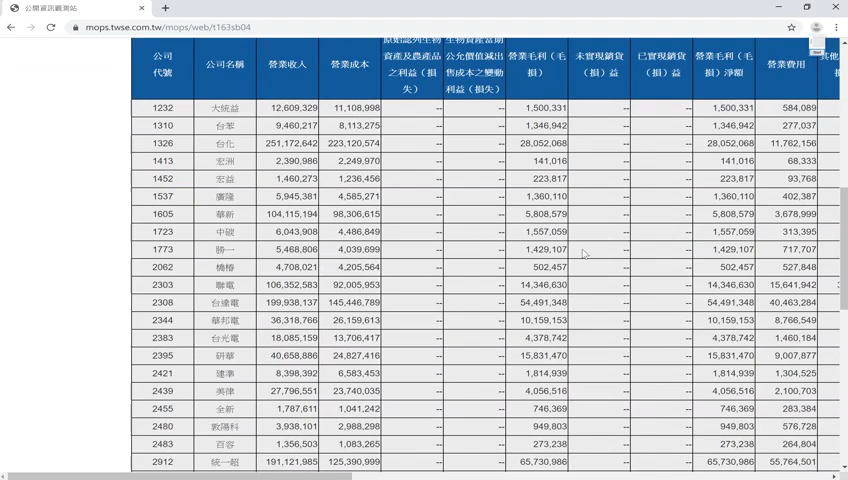 公開資訊觀測站
mops.twse.com.tw/mops/web/t163sb04
公司代號 公司名稱 營業收入 營業成本 原始認列生物資產及農產品之利益（損失） 生物資產當期公允價值減出售成本之變動利益（損失） 營業毛利（毛損） 未實現銷貨（損）益 已實現銷貨（損）益 營業毛利（毛損）淨額 營業費用
1232 大統益 12,609,329 11,108,998 -- -- 1,500,331 -- -- 1,500,331 584,089
1310 台苯 9,460,217 8,113,275 -- -- 1,346,942 -- -- 1,346,942 277,037
1326 台化 251,172,642 223,120,574 -- -- 28,052,068 -- -- 28,052,068 11,762,156
1413 宏洲 2,390,986 2,249,970 -- -- 141,016 -- -- 141,016 68,333
1452 宏益 1,460,273 1,236,456 -- -- 223,817 -- -- 223,817 93,768
1537 廣隆 5,945,381 4,585,271 -- -- 1,360,110 -- -- 1,360,110 402,387
1605 華新 104,115,194 98,306,615 -- -- 5,808,579 -- -- 5,808,579 3,678,999
1723 中碳 6,043,908 4,486,849 -- -- 1,557,059 -- -- 1,557,059 313,395
1773 勝一 5,468,806 4,039,699 -- -- 1,429,107 -- -- 1,429,107 717,707
2062 橋椿 4,708,021 4,205,564 -- -- 502,457 -- -- 502,457 527,848
2303 聯電 106,352,583 92,005,953 -- -- 14,346,630 -- -- 14,346,630 15,641,942
2308 台達電 199,938,137 145,446,789 -- -- 54,491,348 -- -- 54,491,348 40,463,284
2344 華邦電 36,318,766 26,159,613 -- -- 10,159,153 -- -- 10,159,153 8,766,549
2383 台光電 18,085,159 13,706,417 -- -- 4,378,742 -- -- 4,378,742 1,460,184
2395 研華 40,658,886 24,827,416 -- -- 15,831,470 -- -- 15,831,470 9,007,877
2421 建準 8,398,392 6,583,453 -- -- 1,814,939 -- -- 1,814,939 1,304,525
2439 美律 27,796,551 23,740,035 -- -- 4,056,516 -- -- 4,056,516 2,100,703
2455 全新 1,787,611 1,041,242 -- -- 746,369 -- -- 746,369 283,384
2480 敦陽科 3,938,101 2,988,298 -- -- 949,803 -- -- 949,803 576,728
2483 百容 1,356,503 1,083,265 -- -- 273,238 -- -- 273,238 264,804
2912 統一超 191,121,985 125,390,999 -- -- 65,730,986 -- -- 65,730,986 55,764,501